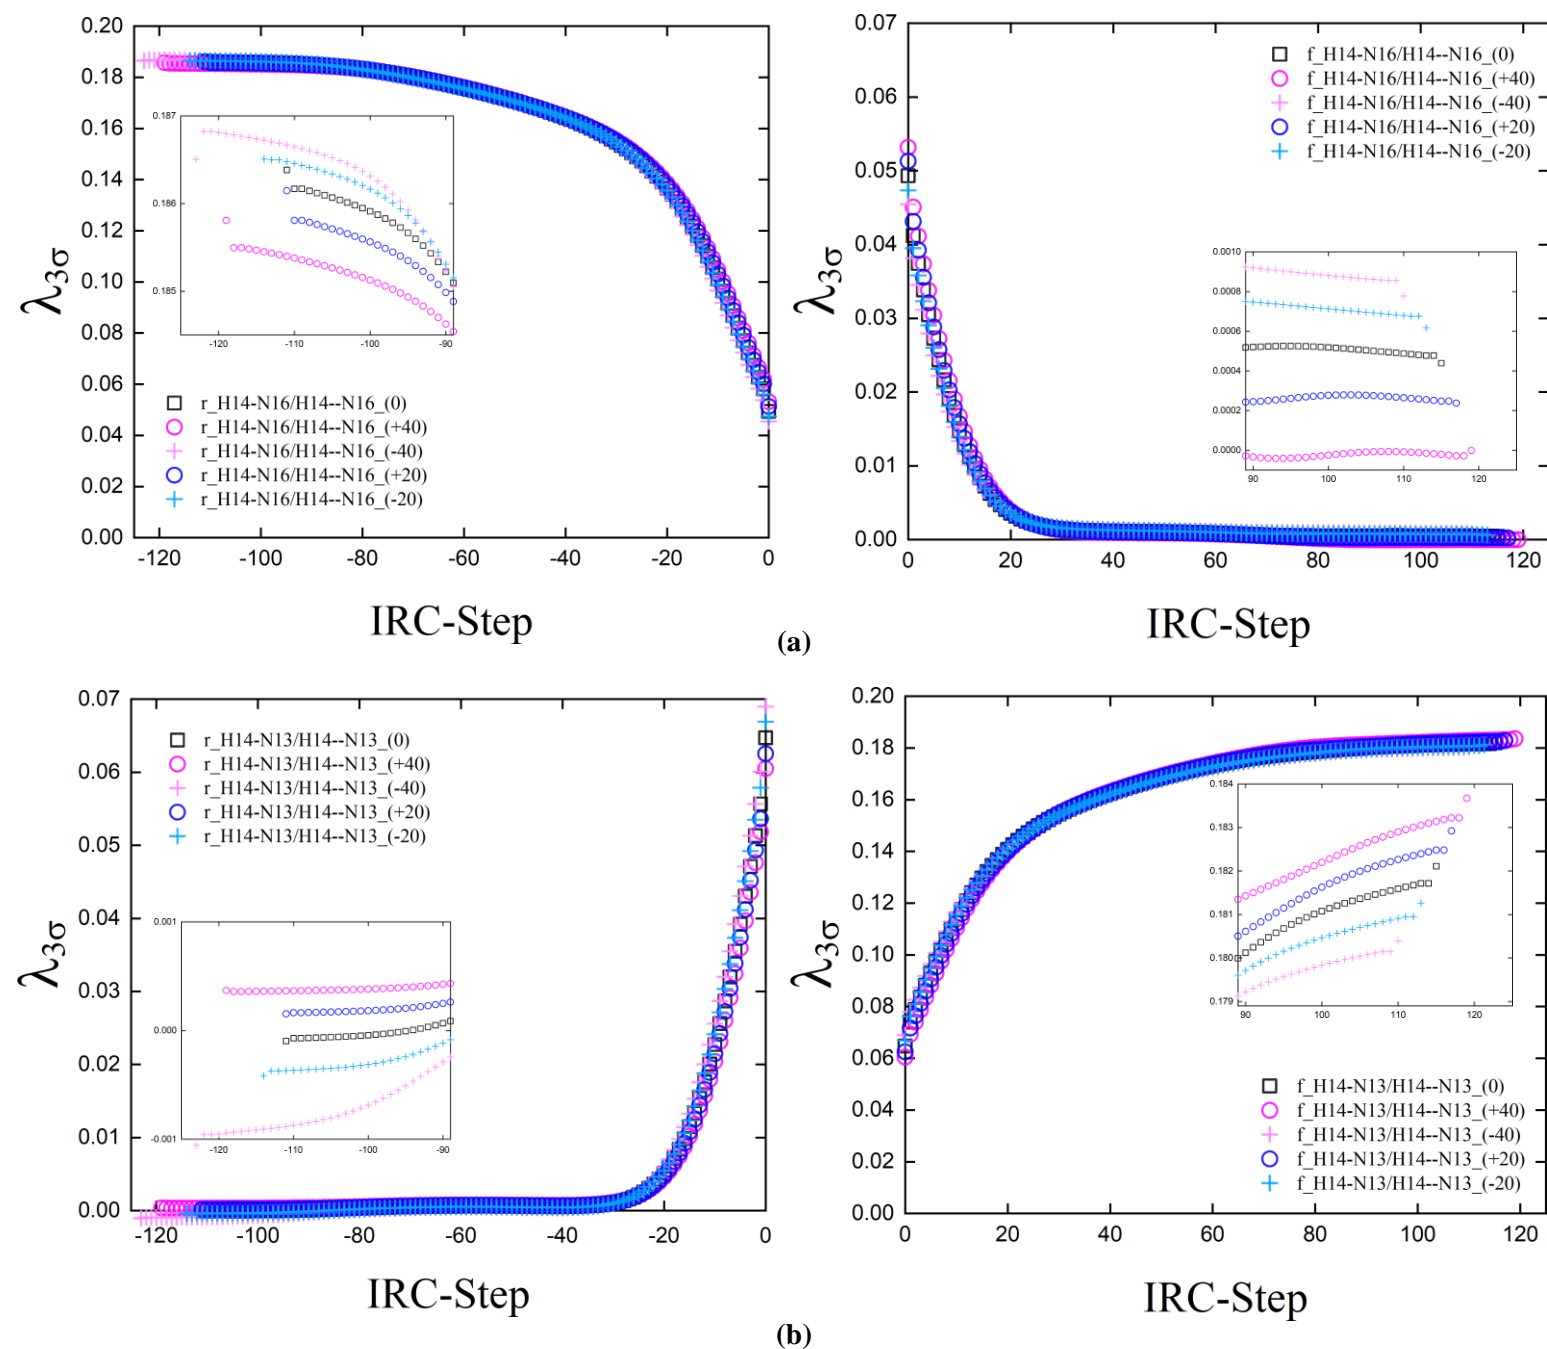 0.20
0.18
0.16
0.14
0.12
0.10
0.08
0.06
0.04
0.02
0.00
-120 -100 -80 -60 -40 -20 0
λ3σ
IRC-Step
0.187
0.186
0.185
-120 -110 -100 -90
r_H14-N16/H14--N16_(0)
r_H14-N16/H14--N16_(+40)
r_H14-N16/H14--N16_(-40)
r_H14-N16/H14--N16_(+20)
r_H14-N16/H14--N16_(-20)
0.07
0.06
0.05
0.04
0.03
0.02
0.01
0.00
0 20 40 60 80 100 120
λ3σ
IRC-Step
f_H14-N16/H14--N16_(0)
f_H14-N16/H14--N16_(+40)
f_H14-N16/H14--N16_(-40)
f_H14-N16/H14--N16_(+20)
f_H14-N16/H14--N16_(-20)
0.0010
0.0008
0.0006
0.0004
0.0002
0.0000
90 100 110 120
(a)
0.07
0.06
0.05
0.04
0.03
0.02
0.01
0.00
-120 -100 -80 -60 -40 -20 0
λ3σ
IRC-Step
r_H14-N13/H14--N13_(0)
r_H14-N13/H14--N13_(+40)
r_H14-N13/H14--N13_(-40)
r_H14-N13/H14--N13_(+20)
r_H14-N13/H14--N13_(-20)
0.001
0.000
-0.001
-120 -110 -100 -90
0.20
0.18
0.16
0.14
0.12
0.10
0.08
0.06
0.04
0.02
0.00
0 20 40 60 80 100 120
λ3σ
IRC-Step
0.184
0.183
0.182
0.181
0.180
0.179
90 100 110 120
f_H14-N13/H14--N13_(0)
f_H14-N13/H14--N13_(+40)
f_H14-N13/H14--N13_(-40)
f_H14-N13/H14--N13_(+20)
f_H14-N13/H14--N13_(-20)
(b)